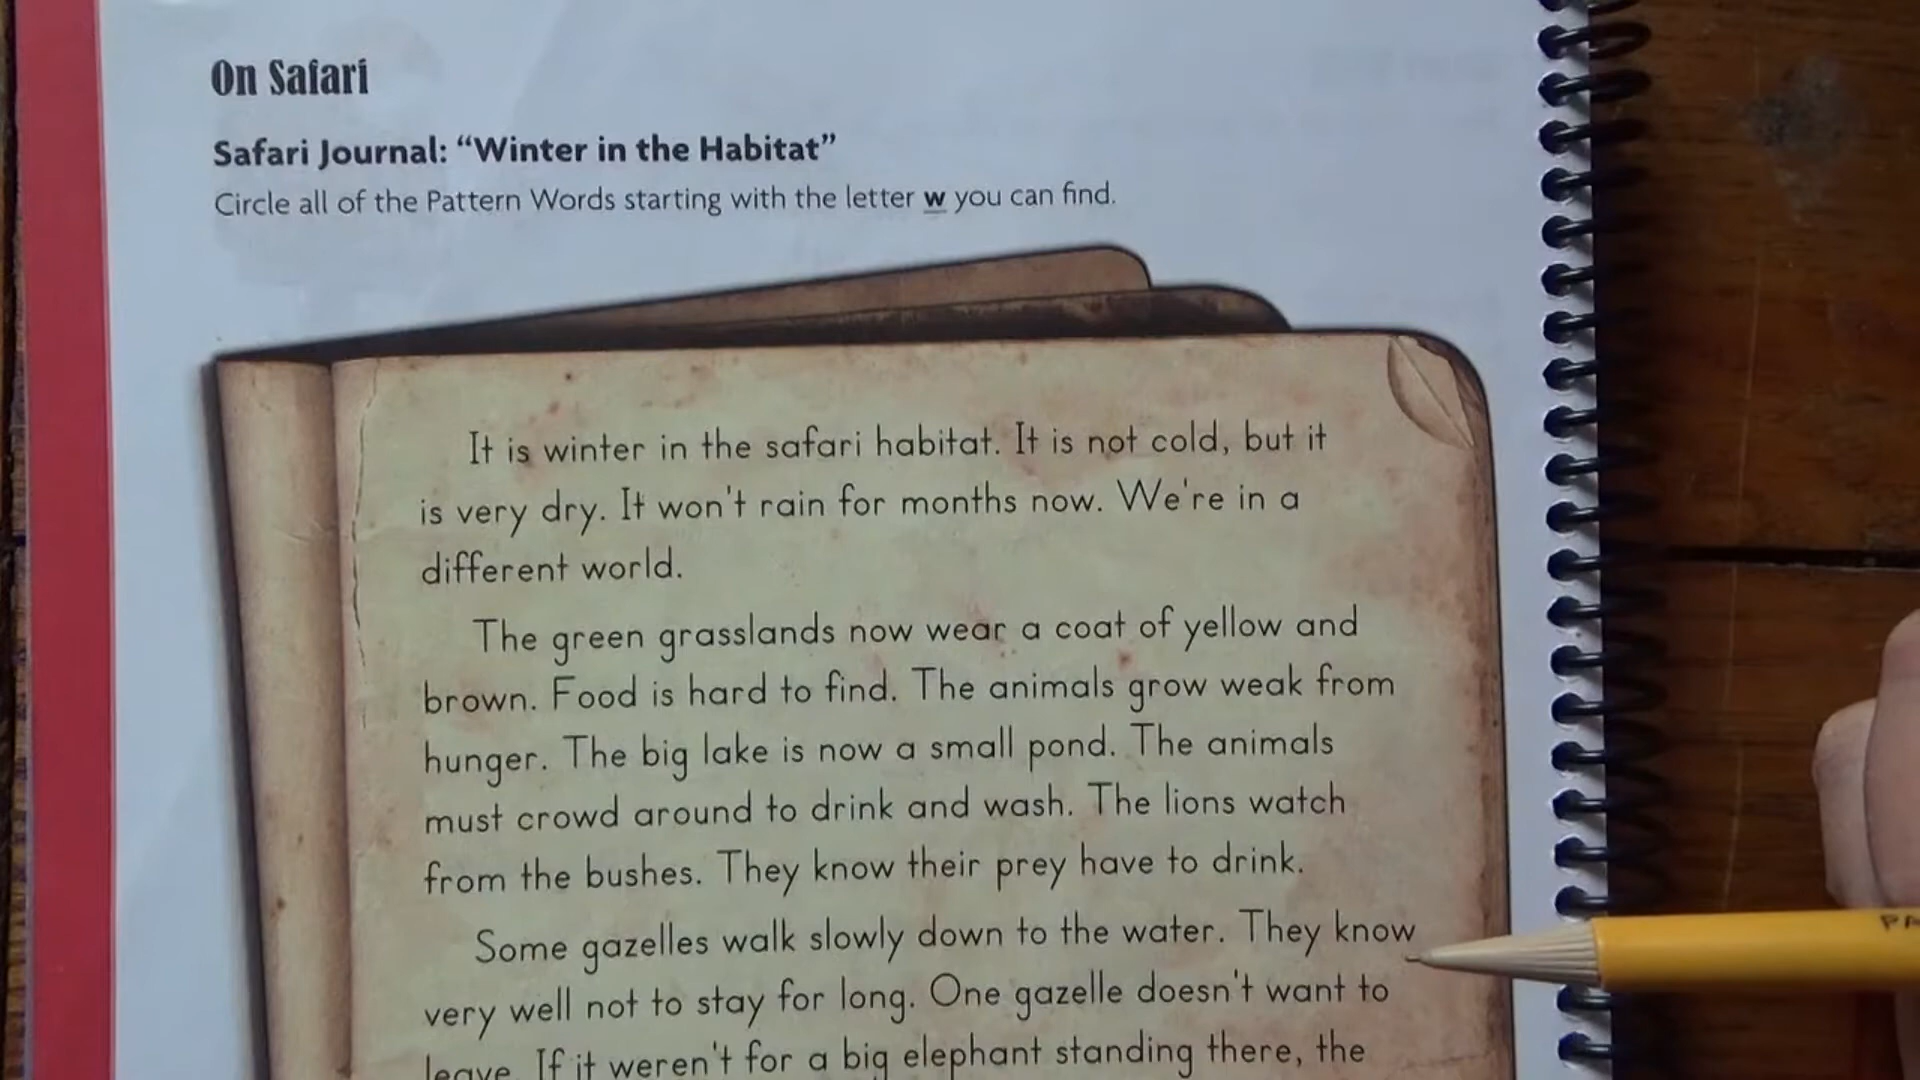 On Safari
Safari Journal: “Winter in the Habitat”
Circle all of the Pattern Words starting with the letter w you can find.
It is winter in the safari habitat. It is not cold, but it
is very dry. It won't rain for months now. We're in a
different world.
The green grasslands now wear a coat of yellow and
brown. Food is hard to find. The animals grow weak from
hunger. The big lake is now a small pond. The animals
must crowd around to drink and wash. The lions watch
from the bushes. They know their prey have to drink.
Some gazelles walk slowly down to the water. They know
very well not to stay for long. One gazelle doesn't want to
leave. If it weren't for a big elephant standing there, the